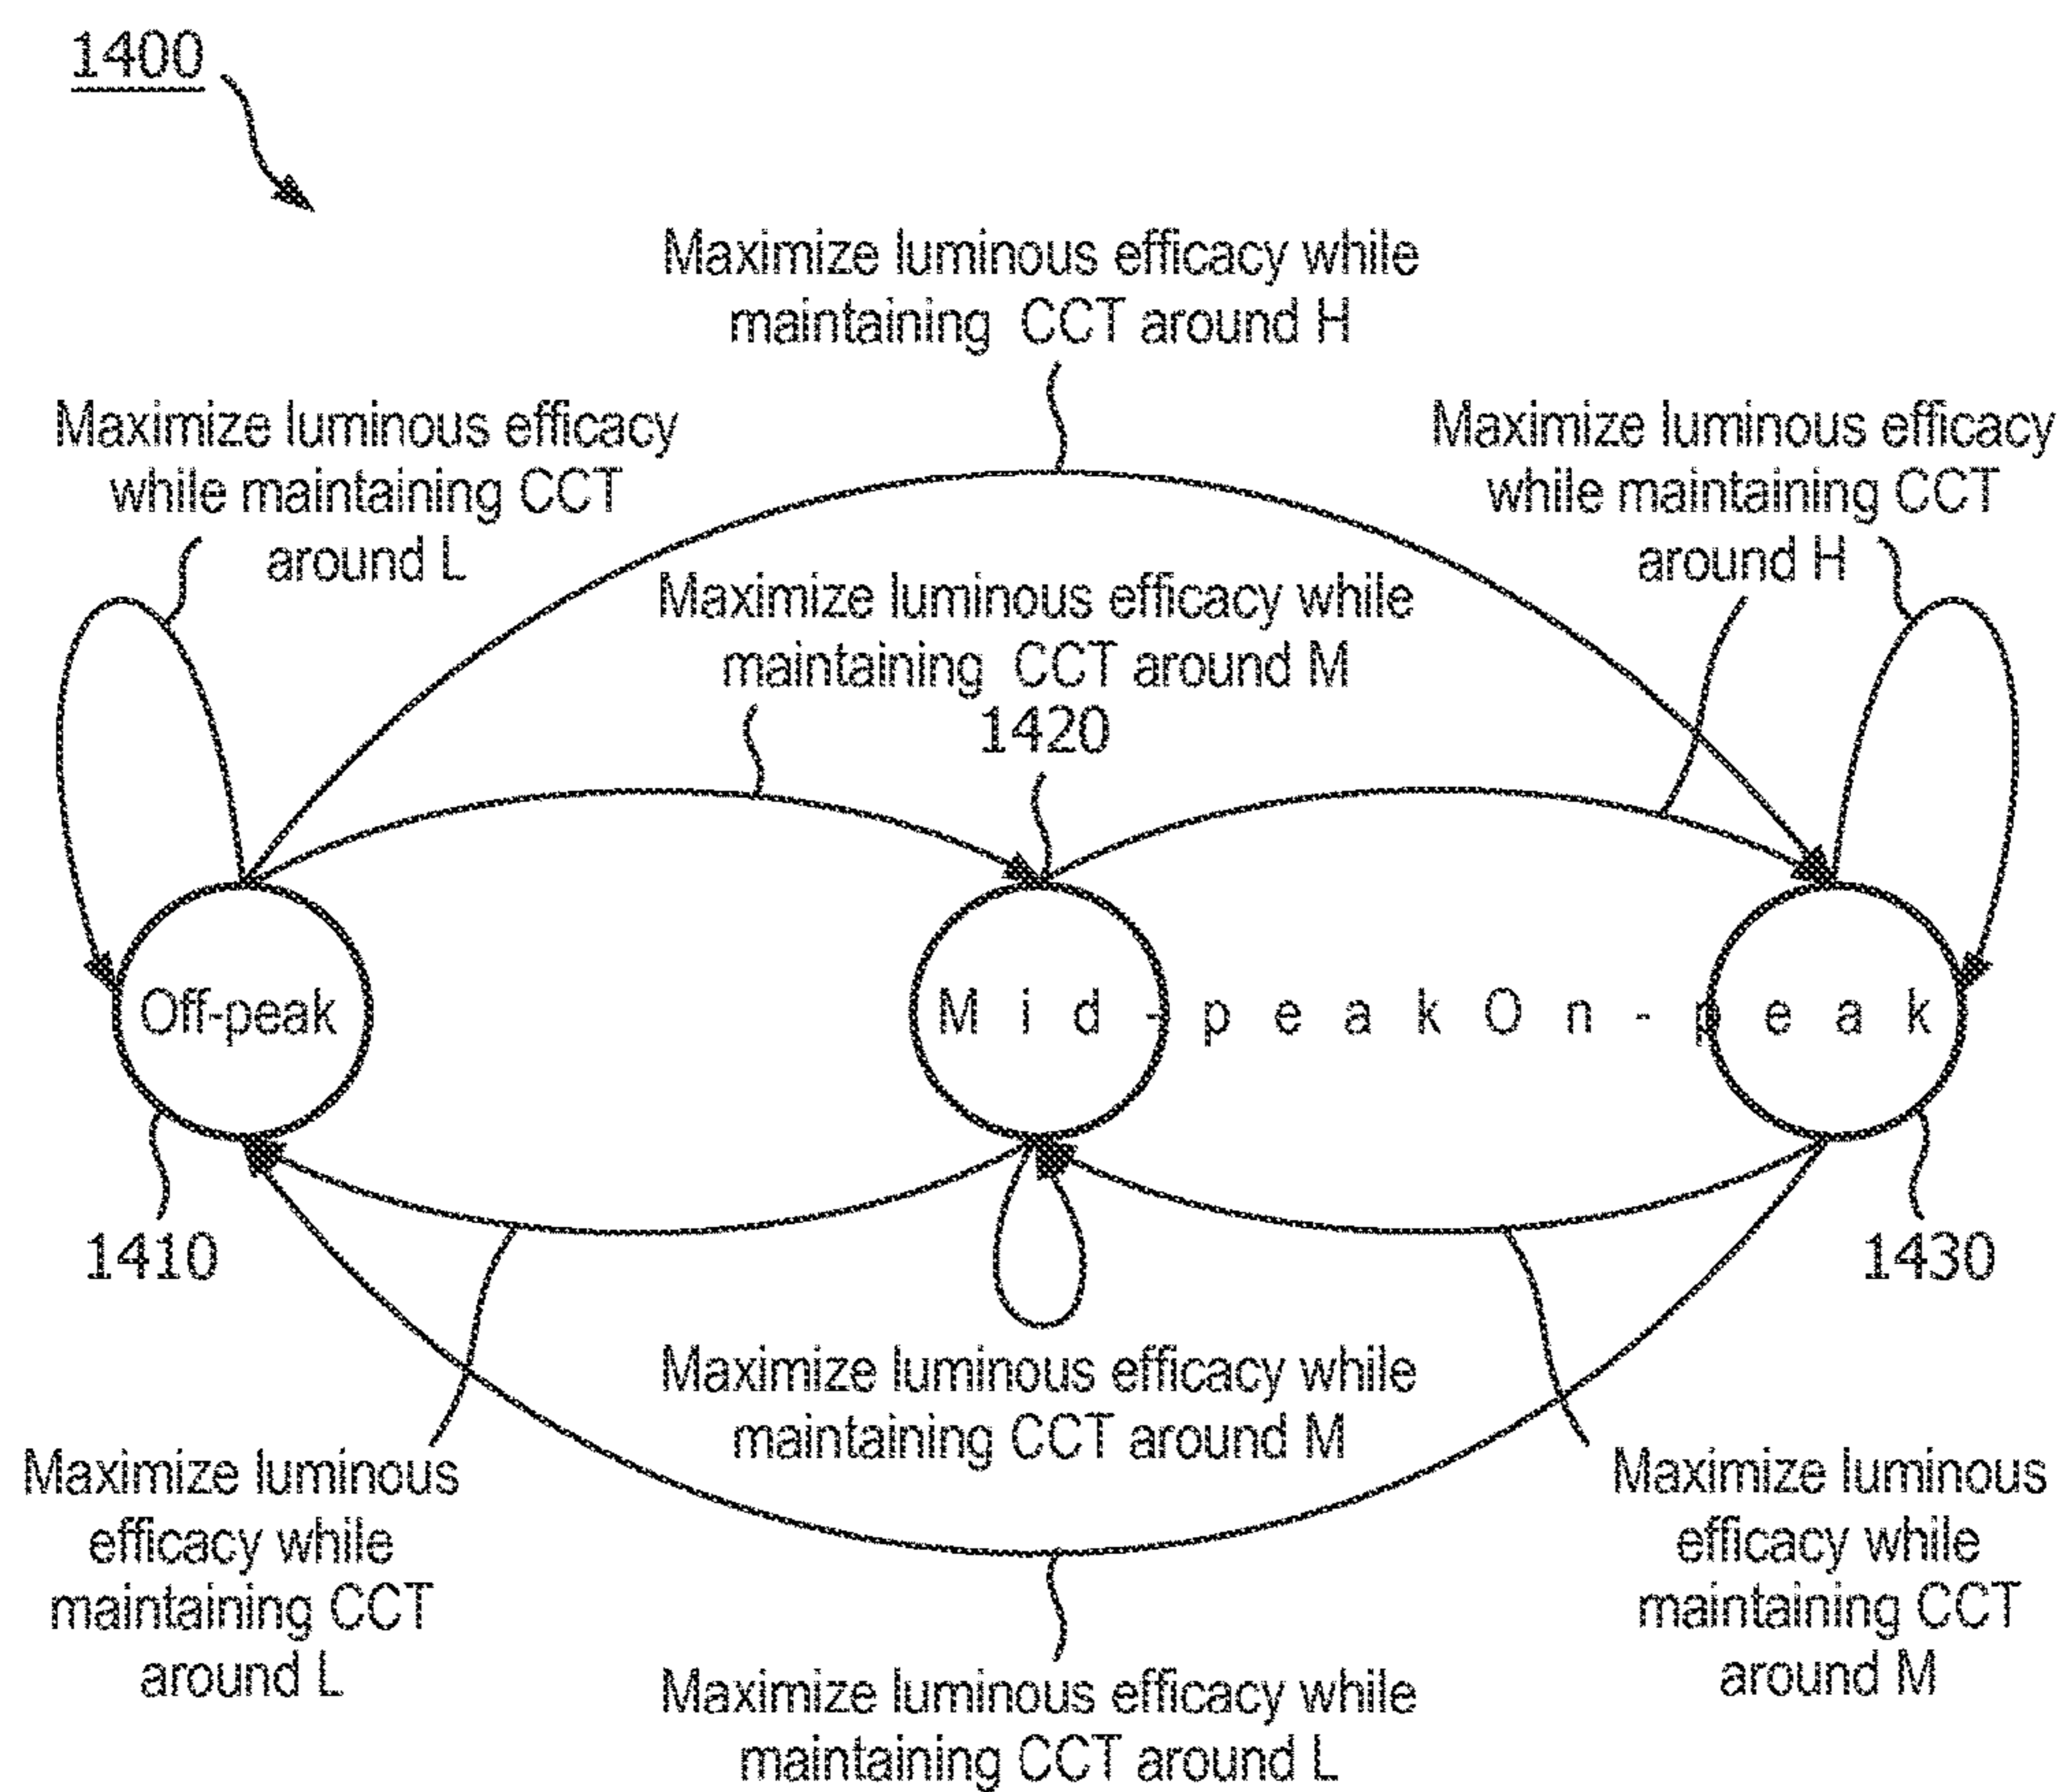 1400
Maximize luminous efficacy while
maintaining CCT around H
Maximize luminous efficacy
while maintaining CCT
around L
Maximize luminous efficacy
while maintaining CCT
around H
Maximize luminous efficacy while
maintaining CCT around M
1420
Off-peak
Mid-peakOn-peak
1410
1430
Maximize luminous efficacy while
maintaining CCT around M
Maximize luminous
efficacy while
maintaining CCT
around L
Maximize luminous
efficacy while
maintaining CCT
around M
Maximize luminous efficacy while
maintaining CCT around L